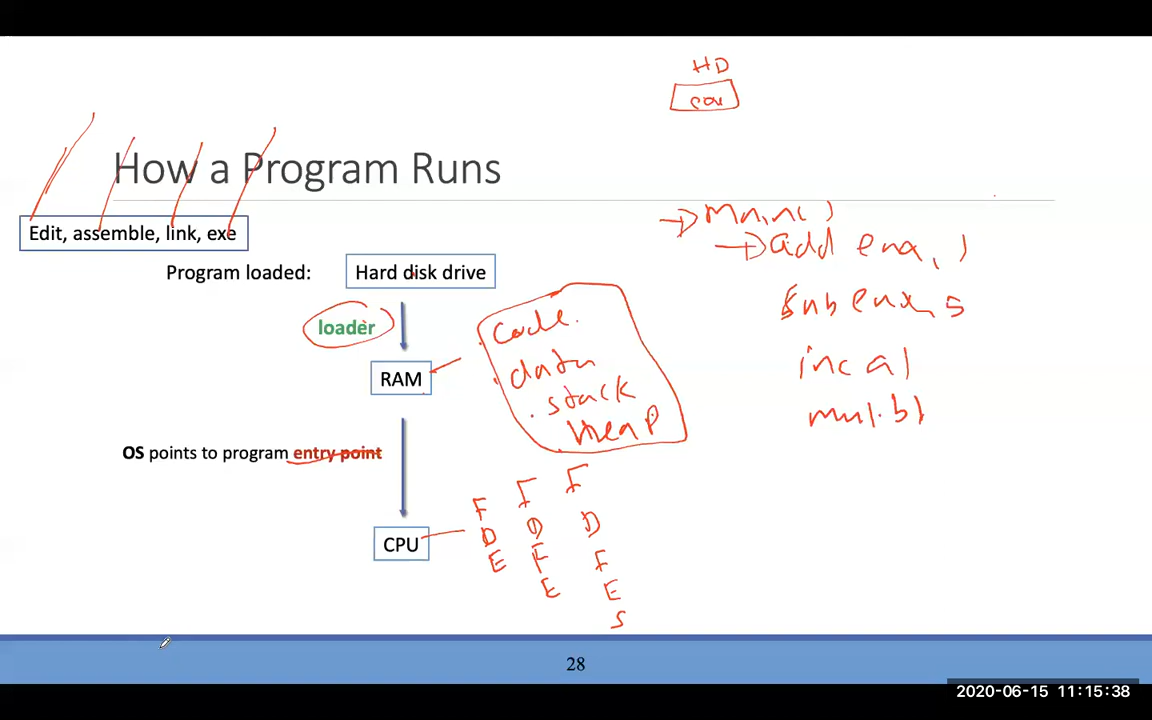 HD
How a Program Runs
Edit, assemble, link, exe
add eax, 1
sub eax, 5
Program loaded: Hard disk drive
loader
code
RAM
data
inc al
stack
mul bl
heap
OS points to program entry point
F F F
D D D
E F F
E E
S
CPU
28
2020-06-15 11:15:38